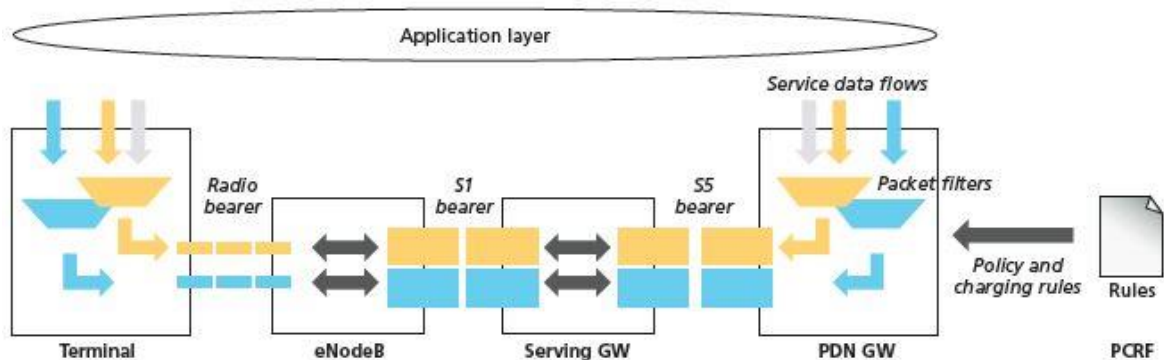 Application layer
Service data flows
Radio
bearer
S1
bearer
S5
bearer
Packet filters
Policy and
charging rules
Rules
Terminal
eNodeB
Serving GW
PDN GW
PCRF